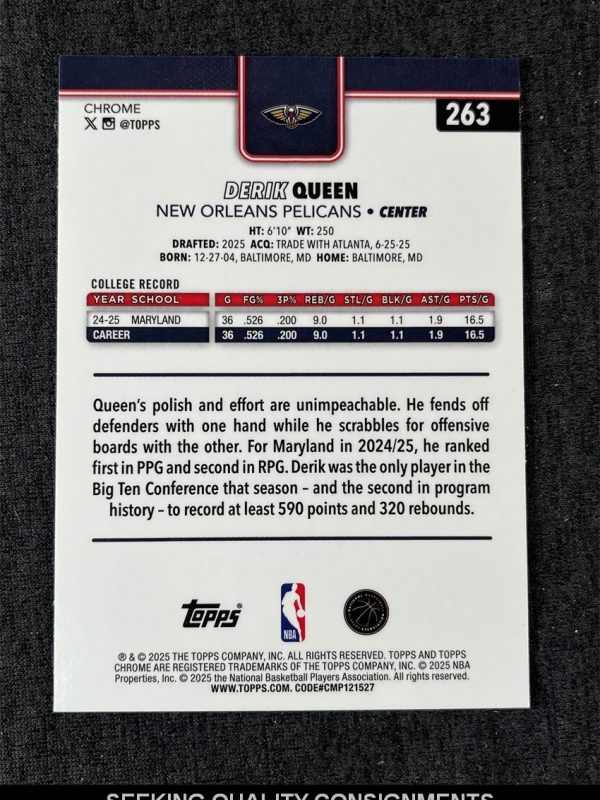 CHROME
263
X @TOPPS
DERIK QUEEN
NEW ORLEANS PELICANS • CENTER
HT: 6'10" WT: 250
DRAFTED: 2025 ACQ: TRADE WITH ATLANTA, 6-25-25
BORN: 12-27-04, BALTIMORE, MD HOME: BALTIMORE, MD
COLLEGE RECORD
YEAR SCHOOL G FG% 3P% REB/G STL/G BLK/G AST/G PTS/G
24-25 MARYLAND 36 .526 .200 9.0 1.1 1.1 1.9 16.5
CAREER 36 .526 .200 9.0 1.1 1.1 1.9 16.5
Queen's polish and effort are unimpeachable. He fends off
defenders with one hand while he scrabbles for offensive
boards with the other. For Maryland in 2024/25, he ranked
first in PPG and second in RPG. Derik was the only player in the
Big Ten Conference that season – and the second in program
history – to record at least 590 points and 320 rebounds.
Topps®
NBA
® & © 2025 THE TOPPS COMPANY, INC. ALL RIGHTS RESERVED. TOPPS AND TOPPS
CHROME ARE REGISTERED TRADEMARKS OF THE TOPPS COMPANY, INC. © 2025 NBA
Properties, Inc. © 2025 the National Basketball Players Association. All rights reserved.
WWW.TOPPS.COM. CODE#CMP121527
SEEKING QUALITY CONSIGNMENTS